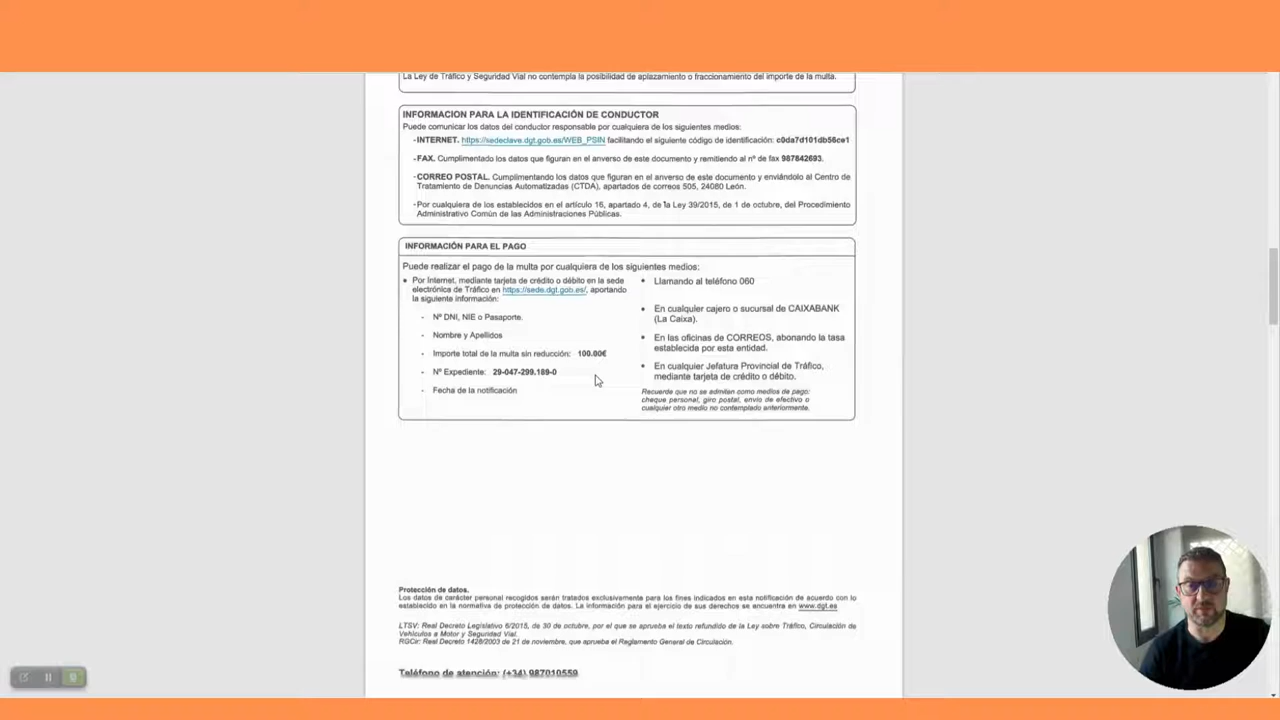 La Ley de Tráfico y Seguridad Vial no contempla la posibilidad de aplazamiento o fraccionamiento del importe de la multa.
INFORMACION PARA LA IDENTIFICACIÓN DE CONDUCTOR
Puede comunicar los datos del conductor responsable por cualquiera de los siguientes medios:
-INTERNET. https://sedeclave.dgt.gob.es/WEB_PSIN facilitando el siguiente código de identificación: c0da7d101db56ce1
-FAX. Cumplimentado los datos que figuran en el anverso de este documento y remitiendo al nº de fax 987842693.
-CORREO POSTAL. Cumplimentando los datos que figuran en el anverso de este documento y enviándolo al Centro de
Tratamiento de Denuncias Automatizadas (CTDA), apartados de correos 505, 24080 León.
-Por cualquiera de los establecidos en el artículo 16, apartado 4, de la Ley 39/2015, de 1 de octubre, del Procedimiento
Administrativo Común de las Administraciones Públicas.
INFORMACIÓN PARA EL PAGO
Puede realizar el pago de la multa por cualquiera de los siguientes medios:
• Por Internet, mediante tarjeta de crédito o débito en la sede
electrónica de Tráfico en https://sede.dgt.gob.es/, aportando
la siguiente información:
- Nº DNI, NIE o Pasaporte.
- Nombre y Apellidos
- Importe total de la multa sin reducción: 100.00€
- Nº Expediente: 29-047-299.189-0
- Fecha de la notificación
• Llamando al teléfono 060
• En cualquier cajero o sucursal de CAIXABANK
(La Caixa).
• En las oficinas de CORREOS, abonando la tasa
establecida por esta entidad.
• En cualquier Jefatura Provincial de Tráfico,
mediante tarjeta de crédito o débito.
Recuerde que no se admiten como medios de pago:
cheque personal, giro postal, envío de efectivo o
cualquier otro medio no contemplado anteriormente.
Protección de datos.
Los datos de carácter personal recogidos serán tratados exclusivamente para los fines indicados en esta notificación de acuerdo con lo
establecido en la normativa de protección de datos. La información para el ejercicio de sus derechos se encuentra en www.dgt.es
LTSV: Real Decreto Legislativo 6/2015, de 30 de octubre, por el que se aprueba el texto refundido de la Ley sobre Tráfico, Circulación de
Vehículos a Motor y Seguridad Vial.
RGCir: Real Decreto 1428/2003 de 21 de noviembre, que aprueba el Reglamento General de Circulación.
Teléfono de atención: (+34) 987010559